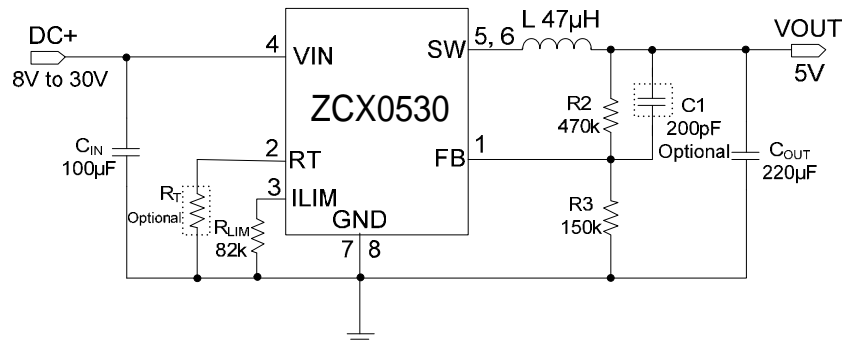 DC+
8V to 30V
CIN
100µF
4
VIN
ZCX0530
SW
5, 6
L 47µH
VOUT
5V
R2
470k
C1
200pF
Optional
COUT
220µF
2
RT
1
FB
RT
Optional
3
ILIM
RLIM
82k
GND
7
8
R3
150k